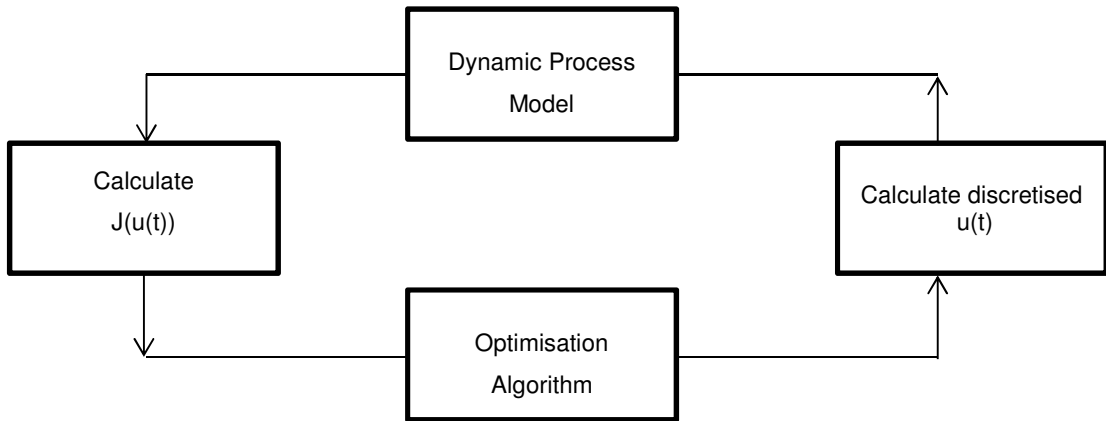 Dynamic Process
Model
Calculate
J(u(t))
Calculate discretised
u(t)
Optimisation
Algorithm